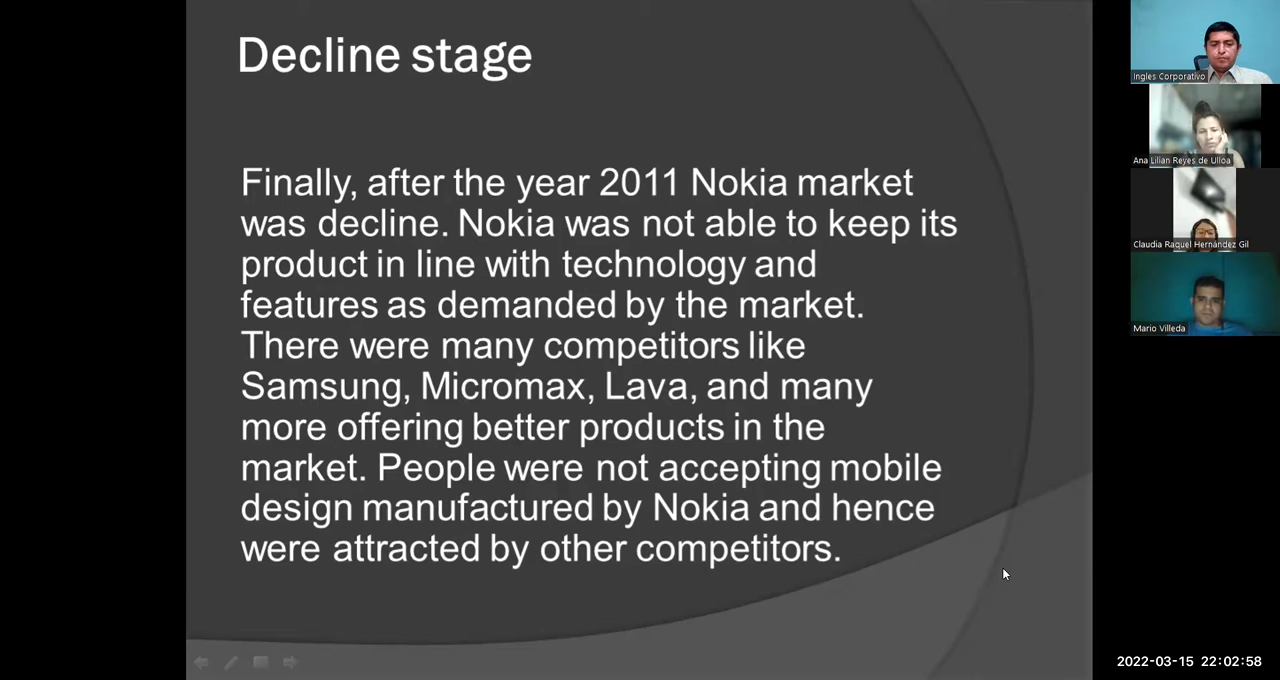 Decline stage
Finally, after the year 2011 Nokia market
was decline. Nokia was not able to keep its
product in line with technology and
features as demanded by the market.
There were many competitors like
Samsung, Micromax, Lava, and many
more offering better products in the
market. People were not accepting mobile
design manufactured by Nokia and hence
were attracted by other competitors.
Ingles Corporativo
Ana Lilian Reyes de Ulloa
Claudia Raquel Hernández Gil
Mario Villeda
2022-03-15 22:02:58